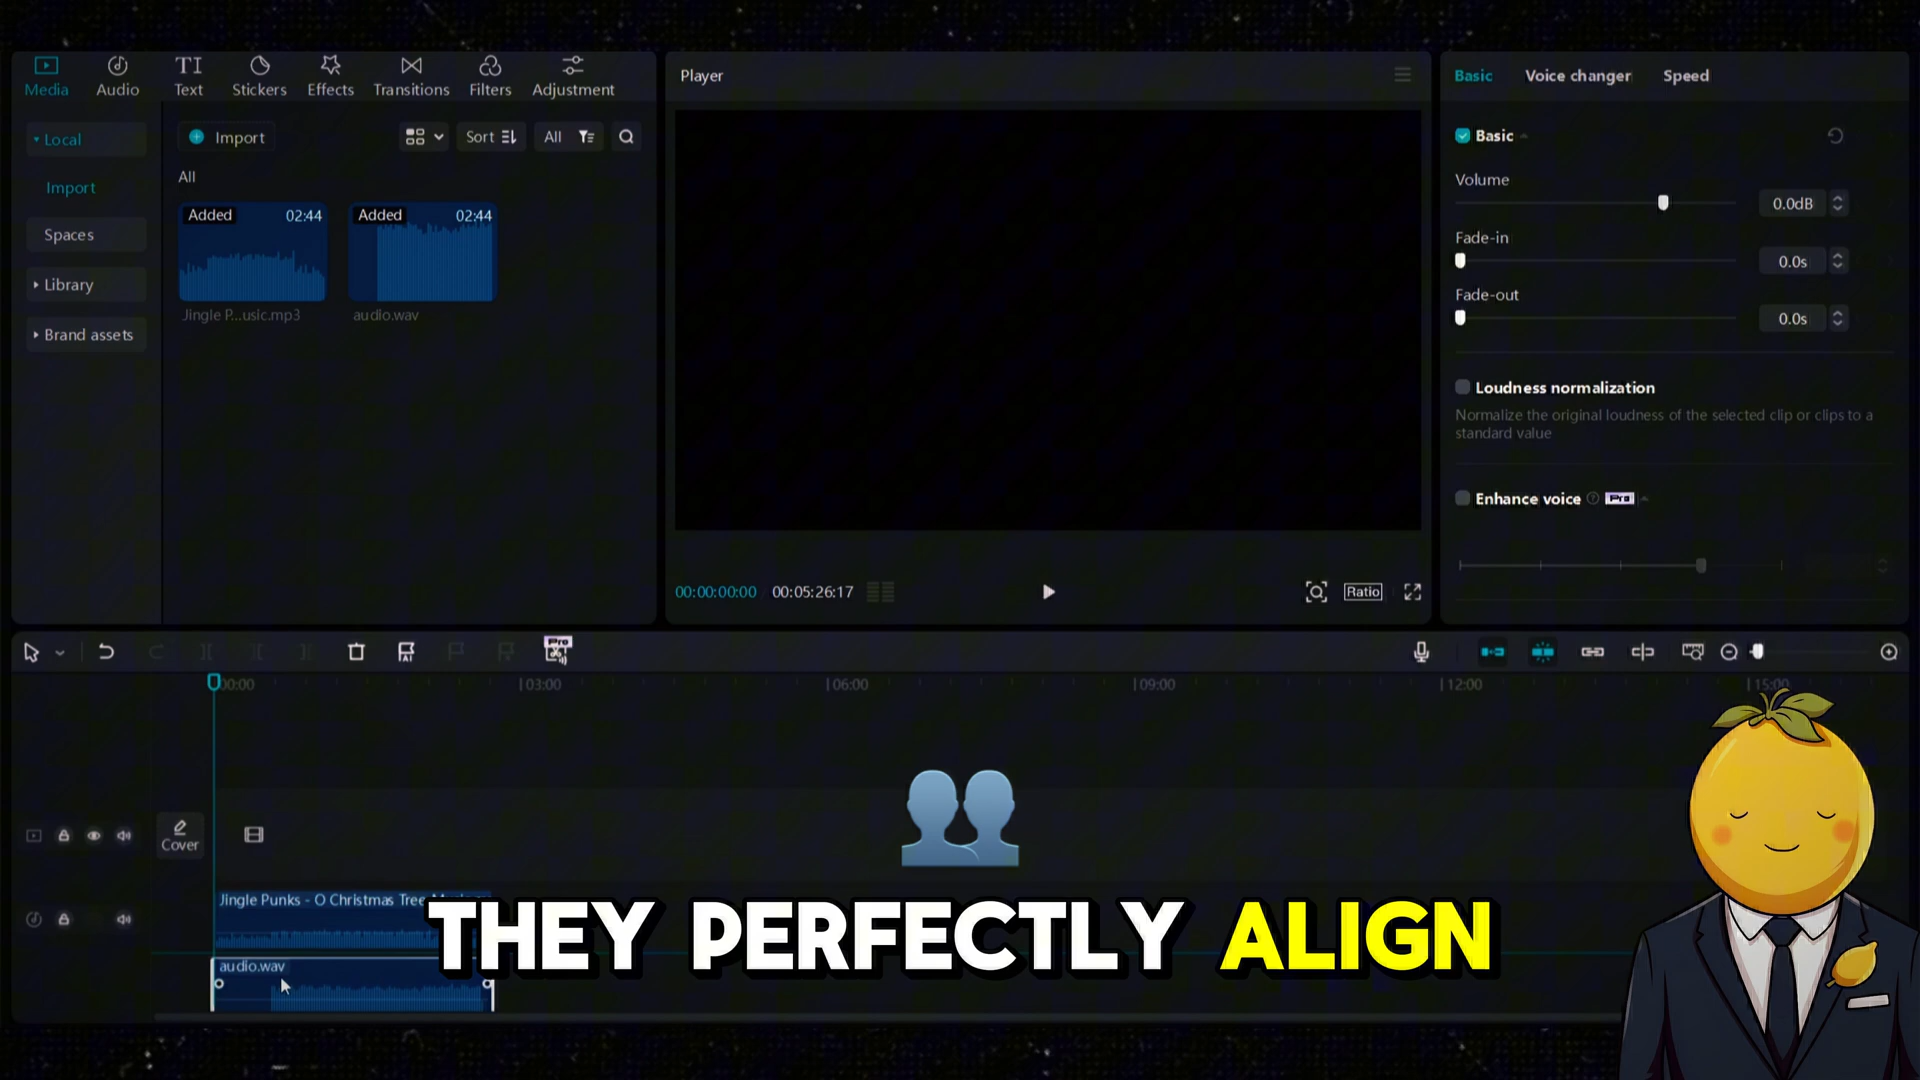 Media
Audio
TI
Text
Stickers
Effects
Transitions
Filters
Adjustment
Local
Import
Spaces
Library
Brand assets
Import
Sort
All
All
Added 02:44
Jingle P...usic.mp3
Added 02:44
audio.wav
Player
00:00:00:00 00:05:26:17
Ratio
Basic Voice changer Speed
Basic
Volume
0.0dB
Fade-in
0.0s
Fade-out
0.0s
Loudness normalization
Normalize the original loudness of the selected clip or clips to a
standard value
Enhance voice Pro
AI
Pro
00:00 03:00 06:00 09:00 12:00 15:00
Cover
Jingle Punks - O Christmas Tree
audio.wav
THEY PERFECTLY ALIGN